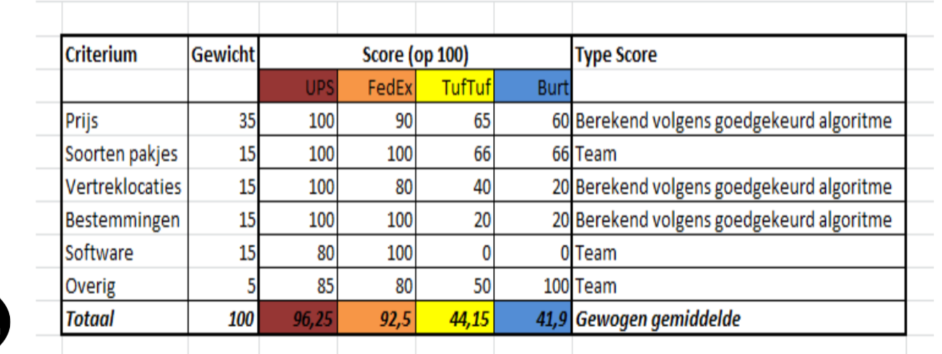 Criterium Gewicht Score (op 100) Type Score
UPS FedEx TufTuf Burt
Prijs 35 100 90 65 60 Berekend volgens goedgekeurd algoritme
Soorten pakjes 15 100 100 66 66 Team
Vertreklocaties 15 100 80 40 20 Berekend volgens goedgekeurd algoritme
Bestemmingen 15 100 100 20 20 Berekend volgens goedgekeurd algoritme
Software 15 80 100 0 0 Team
Overig 5 85 80 50 100 Team
Totaal 100 96,25 92,5 44,15 41,9 Gewogen gemiddelde